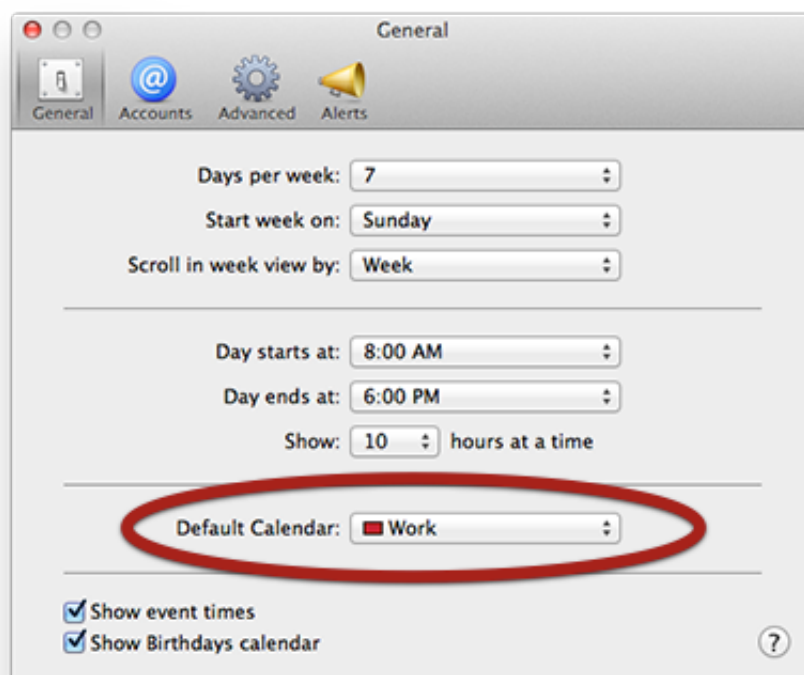 General
General Accounts Advanced Alerts
Days per week: 7
Start week on: Sunday
Scroll in week view by: Week
Day starts at: 8:00 AM
Day ends at: 6:00 PM
Show: 10 hours at a time
Default Calendar: Work
Show event times
Show Birthdays calendar
?